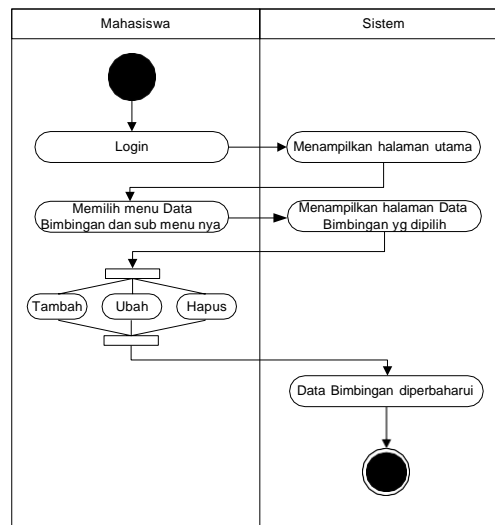 Mahasiswa
Sistem
Login
Menampilkan halaman utama
Memilih menu Data
Bimbingan dan sub menu nya
Menampilkan halaman Data
Bimbingan yg dipilih
Tambah
Ubah
Hapus
Data Bimbingan diperbaharui